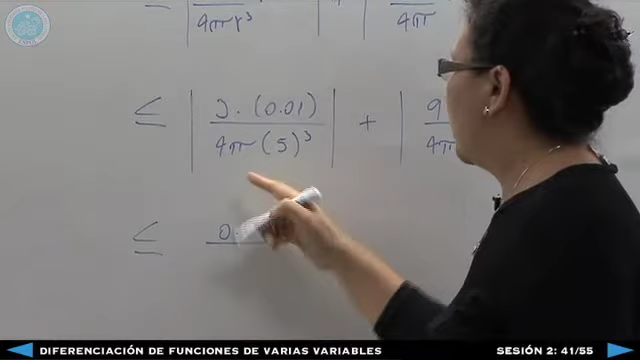 ≤ | / 4πr³ | + | / 4π
≤ | J·(0.01) / 4π(.5)³ | + | 9 / 4π
≤ 0.
DIFERENCIACIÓN DE FUNCIONES DE VARIAS VARIABLES
SESIÓN 2: 41/55